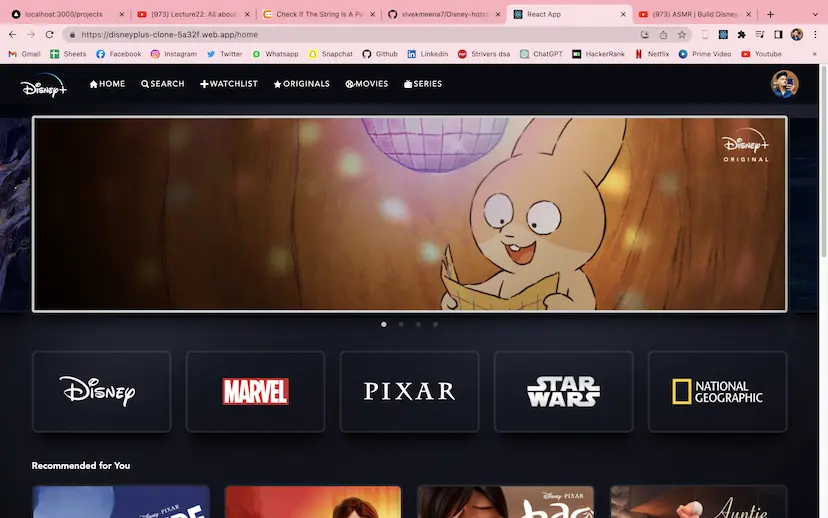 localhost:3000/projects
(973) Lecture22: All about
Check If The String Is A Pa
vivekmeena7/Disney-hotst
React App
(973) ASMR | Build Disney
https://disneyplus-clone-5a32f.web.app/home
Gmail
Sheets
Facebook
Instagram
Twitter
Whatsapp
Snapchat
Github
Linkedin
Strivers dsa
ChatGPT
HackerRank
Netflix
Prime Video
Youtube
»
Disney+
HOME
SEARCH
WATCHLIST
ORIGINALS
MOVIES
SERIES
Disney+
ORIGINAL
Disney
MARVEL
PIXAR
STAR
WARS
NATIONAL
GEOGRAPHIC
Recommended for You
Disney · PIXAR
Disney · PIXAR
bao
Auntie